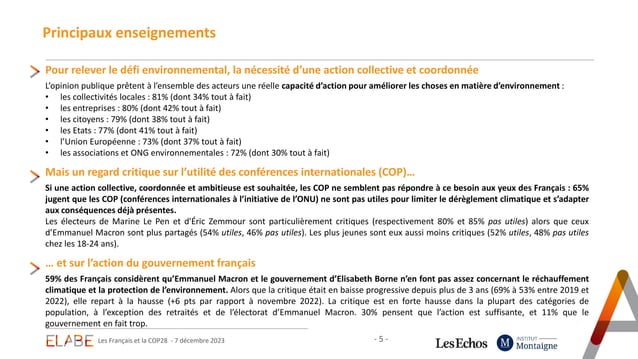 Principaux enseignements
Pour relever le défi environnemental, la nécessité d’une action collective et coordonnée
L’opinion publique prêtent à l’ensemble des acteurs une réelle capacité d’action pour améliorer les choses en matière d’environnement :
• les collectivités locales : 81% (dont 34% tout à fait)
• les entreprises : 80% (dont 42% tout à fait)
• les citoyens : 79% (dont 38% tout à fait)
• les Etats : 77% (dont 41% tout à fait)
• l’Union Européenne : 73% (dont 37% tout à fait)
• les associations et ONG environnementales : 72% (dont 30% tout à fait)
Mais un regard critique sur l’utilité des conférences internationales (COP)…
Si une action collective, coordonnée et ambitieuse est souhaitée, les COP ne semblent pas répondre à ce besoin aux yeux des Français : 65%
jugent que les COP (conférences internationales à l’initiative de l’ONU) ne sont pas utiles pour limiter le dérèglement climatique et s’adapter
aux conséquences déjà présentes.
Les électeurs de Marine Le Pen et d’Éric Zemmour sont particulièrement critiques (respectivement 80% et 85% pas utiles) alors que ceux
d’Emmanuel Macron sont plus partagés (54% utiles, 46% pas utiles). Les plus jeunes sont eux aussi moins critiques (52% utiles, 48% pas utiles
chez les 18-24 ans).
… et sur l’action du gouvernement français
59% des Français considèrent qu’Emmanuel Macron et le gouvernement d’Elisabeth Borne n’en font pas assez concernant le réchauffement
climatique et la protection de l’environnement. Alors que la critique était en baisse progressive depuis plus de 3 ans (69% à 53% entre 2019 et
2022), elle repart à la hausse (+6 pts par rapport à novembre 2022). La critique est en forte hausse dans la plupart des catégories de
population, à l’exception des retraités et de l’électorat d’Emmanuel Macron. 30% pensent que l’action est suffisante, et 11% que le
gouvernement en fait trop.
ELABE Les Français et la COP28 - 7 décembre 2023
- 5 -
Les Echos
M INSTITUT
Montaigne